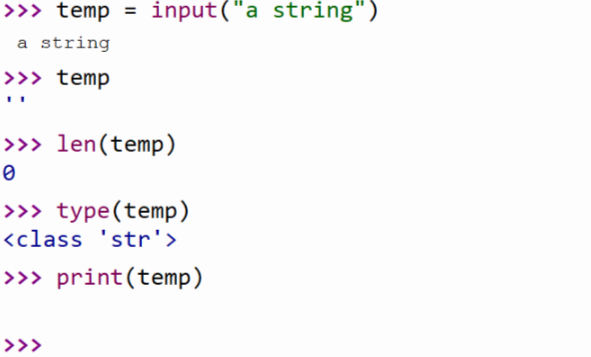 >>> temp = input("a string")
a string
>>> temp
''
>>> len(temp)
0
>>> type(temp)
<class 'str'>
>>> print(temp)
>>>